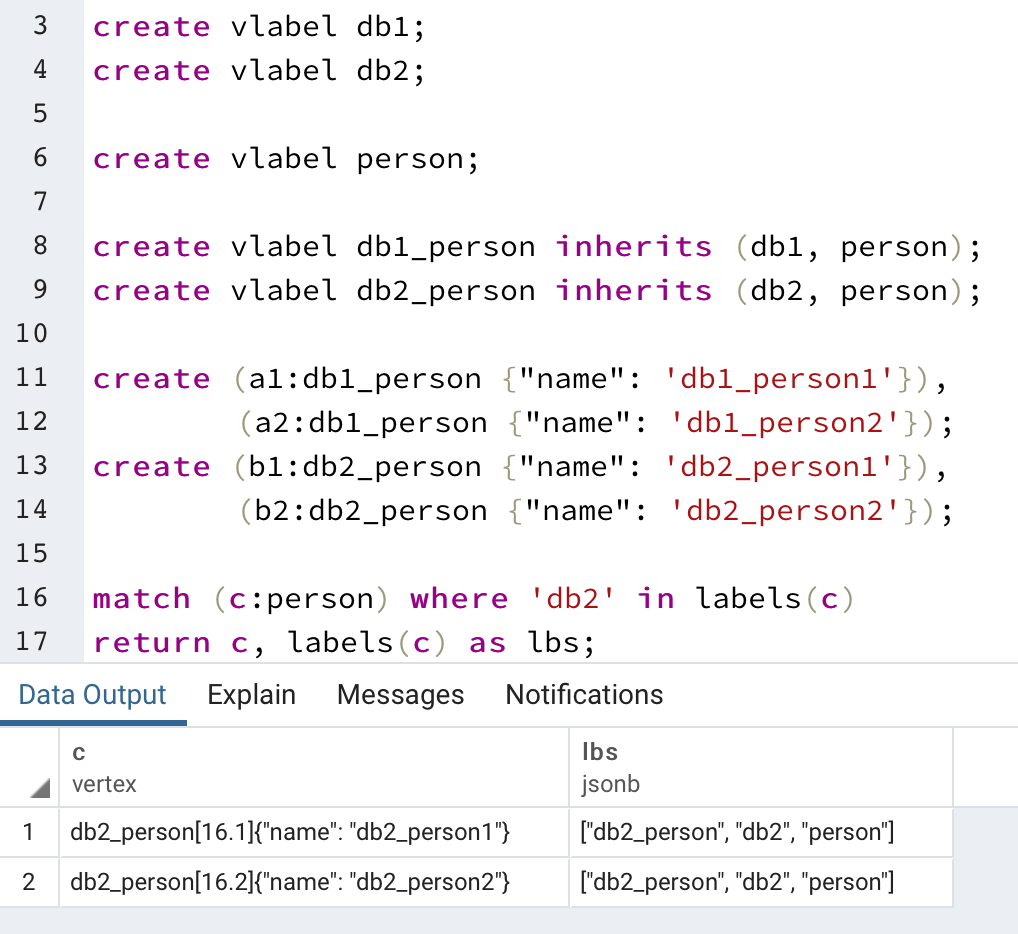 3 create vlabel db1;
4 create vlabel db2;
5
6 create vlabel person;
7
8 create vlabel db1_person inherits (db1, person);
9 create vlabel db2_person inherits (db2, person);
10
11 create (a1:db1_person {"name": 'db1_person1'}),
12 (a2:db1_person {"name": 'db1_person2'});
13 create (b1:db2_person {"name": 'db2_person1'}),
14 (b2:db2_person {"name": 'db2_person2'});
15
16 match (c:person) where 'db2' in labels(c)
17 return c, labels(c) as lbs;
Data Output Explain Messages Notifications
c lbs
vertex jsonb
1 db2_person[16.1]{"name": "db2_person1"} ["db2_person", "db2", "person"]
2 db2_person[16.2]{"name": "db2_person2"} ["db2_person", "db2", "person"]